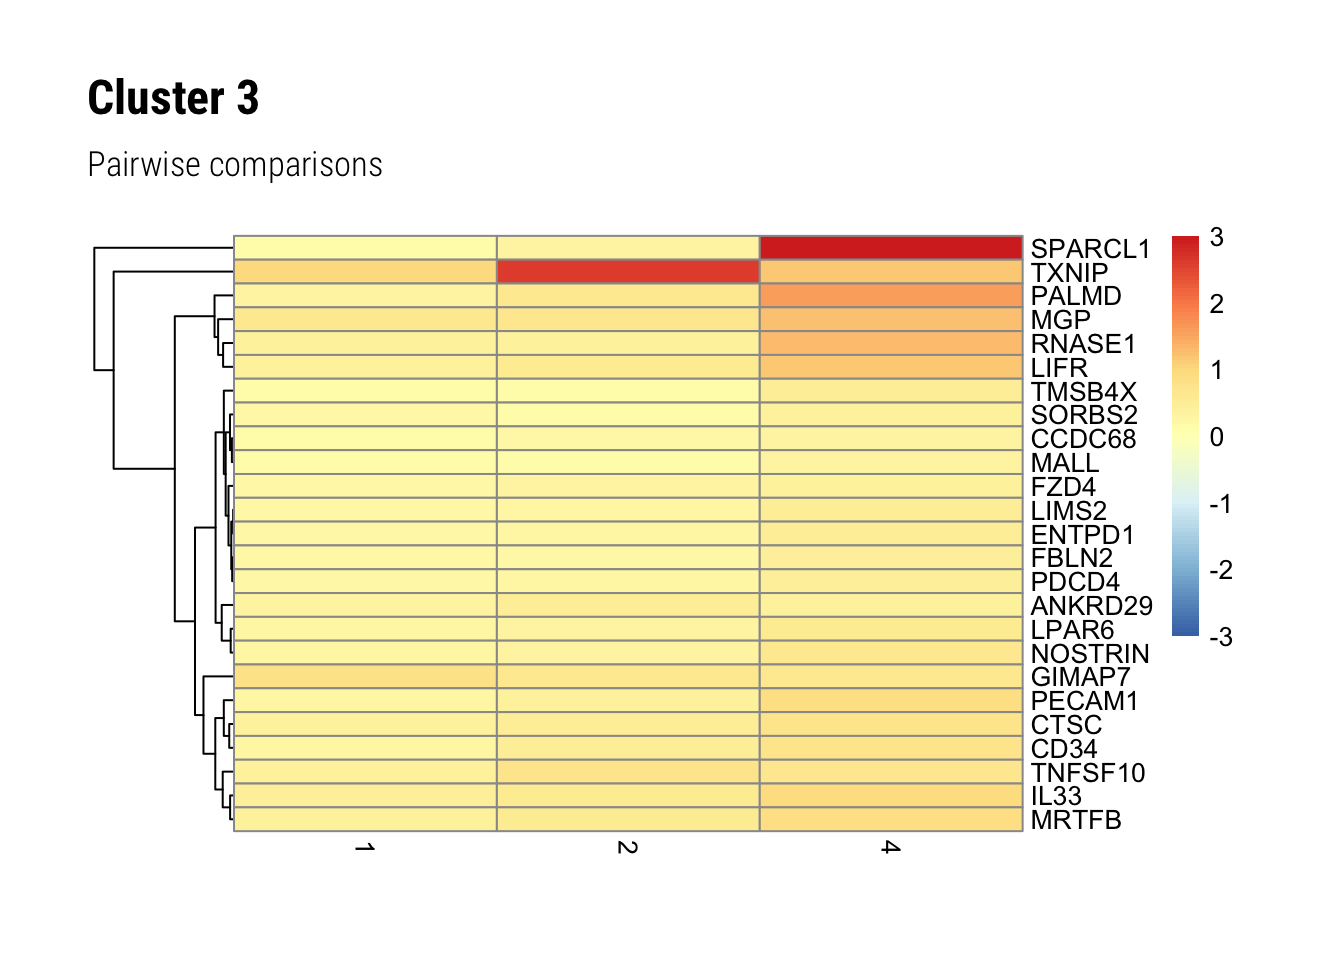 Cluster 3
Pairwise comparisons
SPARCL1
TXNIP
PALMD
MGP
RNASE1
LIFR
TMSB4X
SORBS2
CCDC68
MALL
FZD4
LIMS2
ENTPD1
FBLN2
PDCD4
ANKRD29
LPAR6
NOSTRIN
GIMAP7
PECAM1
CTSC
CD34
TNFSF10
IL33
MRTFB
3
2
1
0
-1
-2
-3
1
2
4